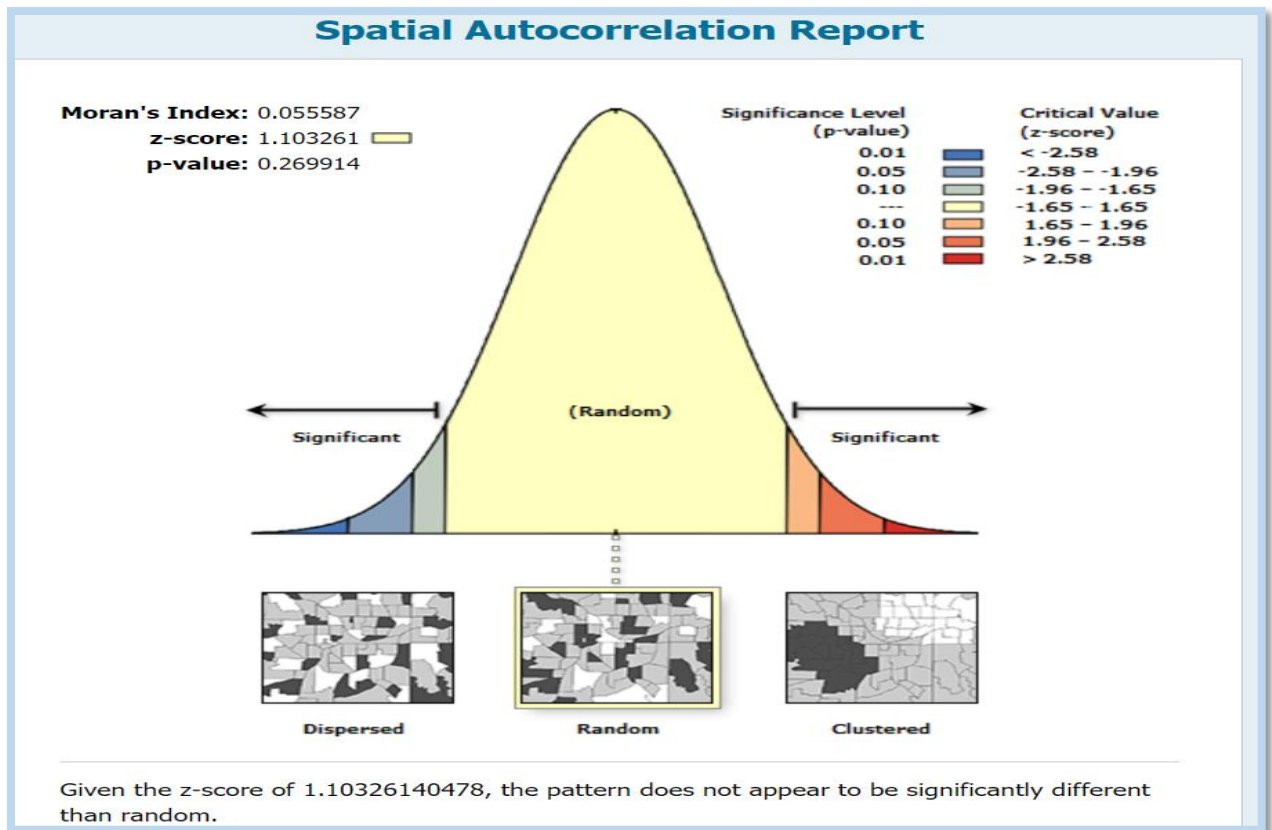 Spatial Autocorrelation Report
Moran's Index: 0.055587
z-score: 1.103261
p-value: 0.269914
Significance Level
(p-value)
Critical Value
(z-score)
0.01 < -2.58
0.05 -2.58 – -1.96
0.10 -1.96 – -1.65
--- -1.65 – 1.65
0.10 1.65 – 1.96
0.05 1.96 – 2.58
0.01 > 2.58
(Random)
Significant
Significant
Dispersed
Random
Clustered
Given the z-score of 1.10326140478, the pattern does not appear to be significantly different
than random.